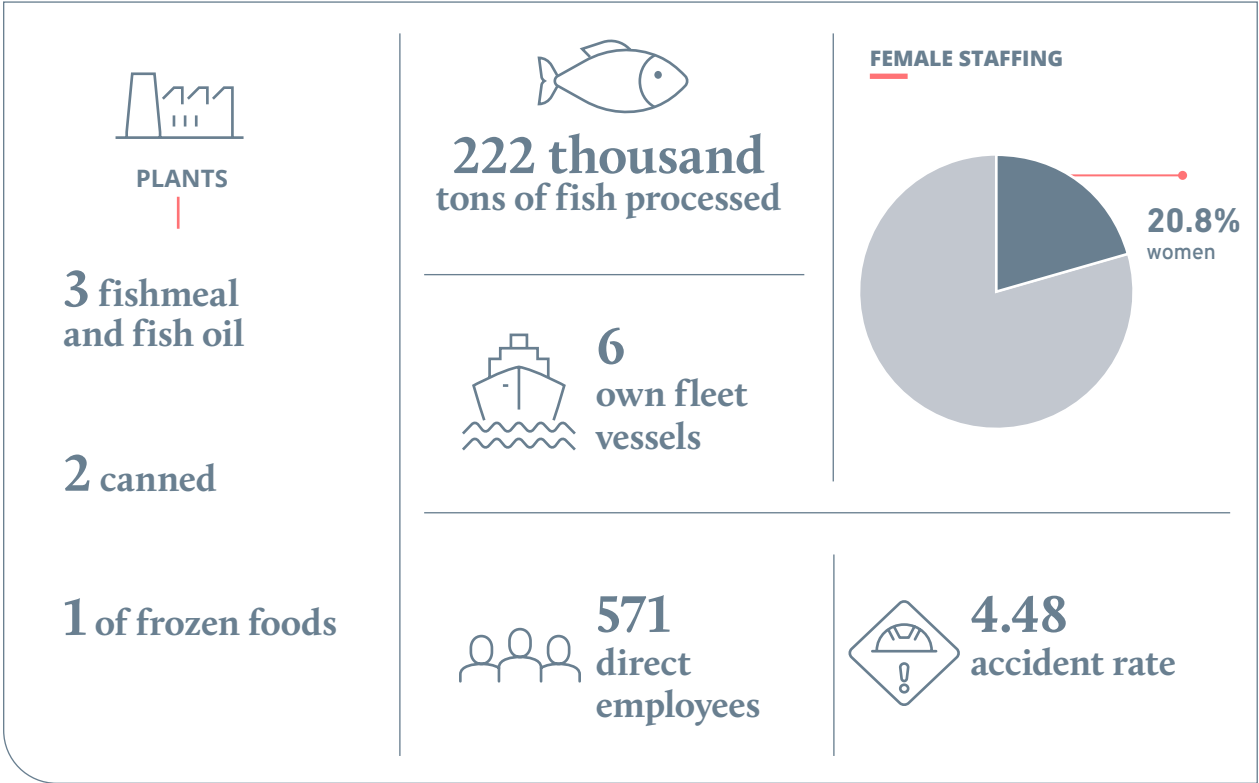 PLANTS
3 fishmeal
and fish oil
2 canned
1 of frozen foods
222 thousand
tons of fish processed
6
own fleet
vessels
FEMALE STAFFING
20.8%
women
571
direct
employees
4.48
accident rate